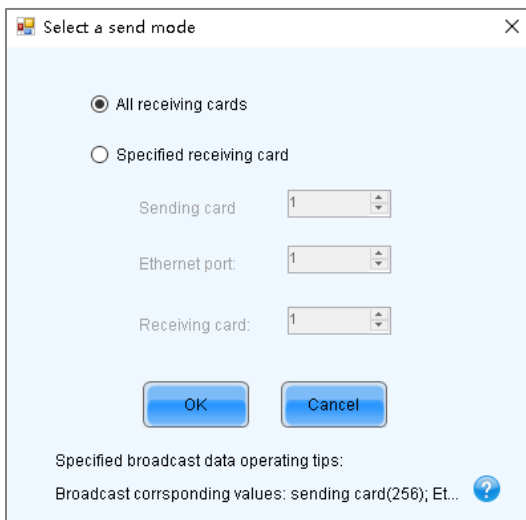 Select a send mode
All receiving cards
Specified receiving card
Sending card 1
Ethernet port: 1
Receiving card: 1
OK Cancel
Specified broadcast data operating tips:
Broadcast corrsponding values: sending card(256); Et...